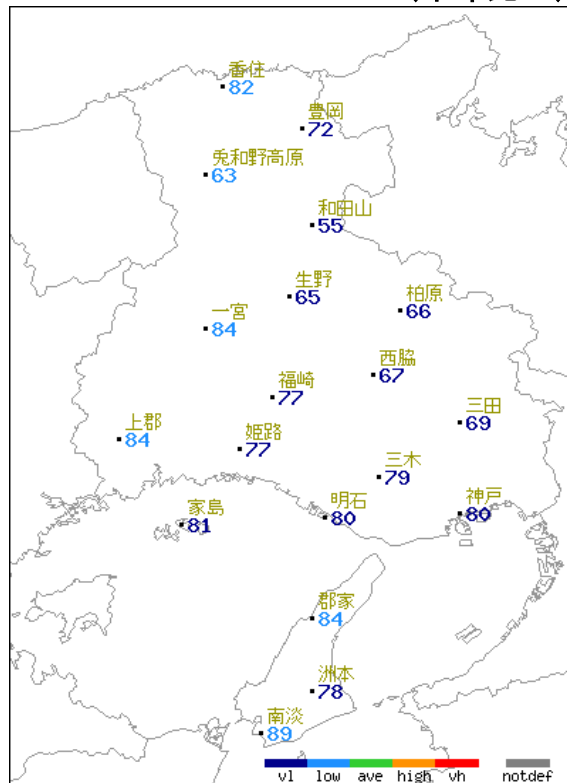 香住
82
豊岡
72
兎和野高原
63
和田山
55
生野
65
柏原
66
一宮
84
西脇
67
福崎
77
三田
69
上郡
84
姫路
77
三木
79
家島
81
明石
80
神戸
80
郡家
84
洲本
78
南淡
89
vl low ave high vh notdef